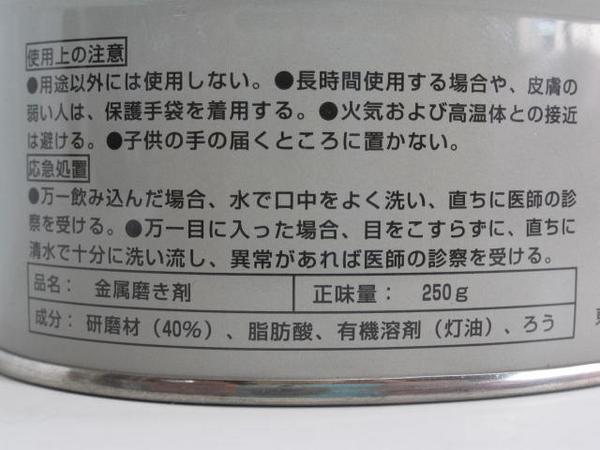 使用上の注意
●用途以外には使用しない。●長時間使用する場合や、皮膚の
弱い人は、保護手袋を着用する。●火気および高温体との接近
は避ける。●子供の手の届くところに置かない。
応急処置
●万一飲み込んだ場合、水で口中をよく洗い、直ちに医師の診
察を受ける。●万一目に入った場合、目をこすらずに、直ちに
清水で十分に洗い流し、異常があれば医師の診察を受ける。
品名： 金属磨き剤 正味量： 250g
成分： 研磨材（40%）、脂肪酸、有機溶剤（灯油）、ろう